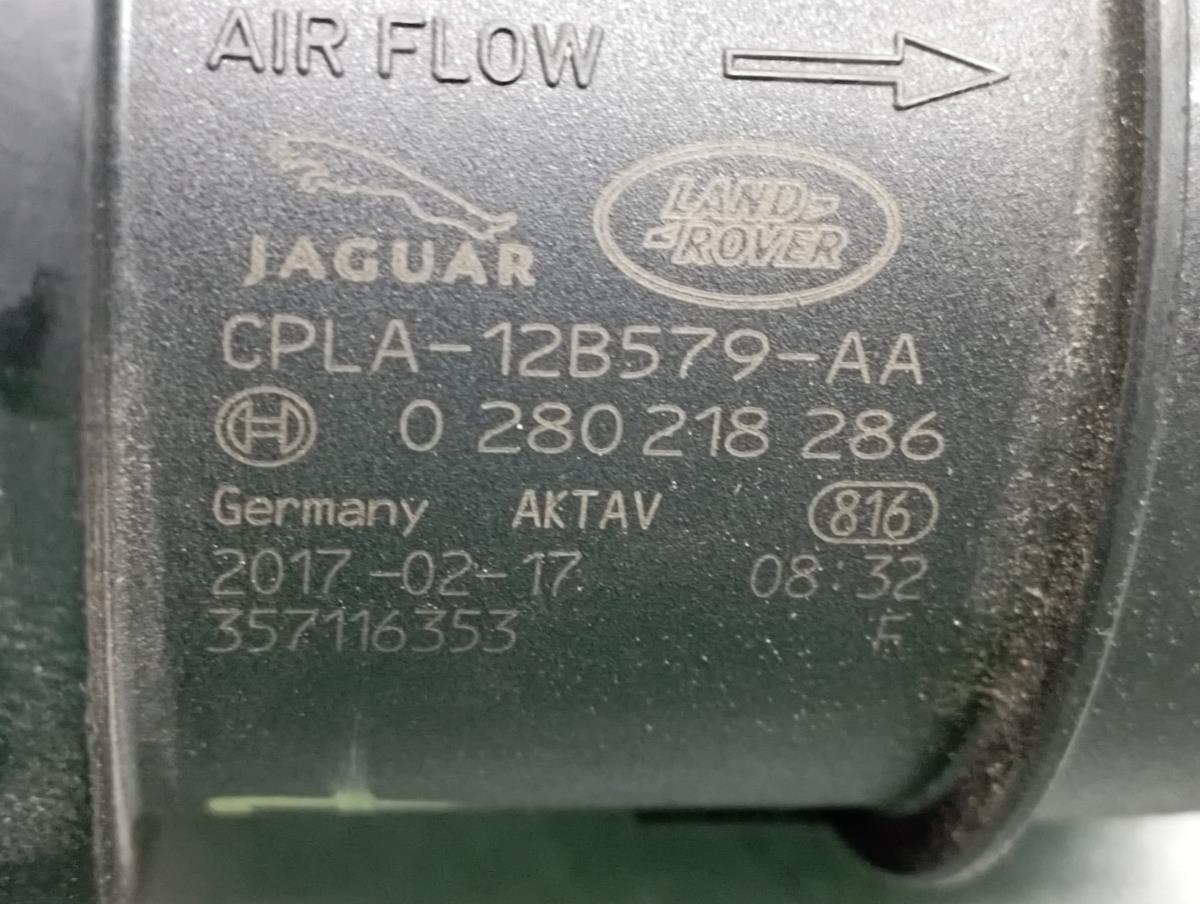 AIR FLOW
JAGUAR
LAND
ROVER
CPLA-12B579-AA
0 280 218 286
Germany AKTAV 816
2017-02-17 08:32
357116353 F